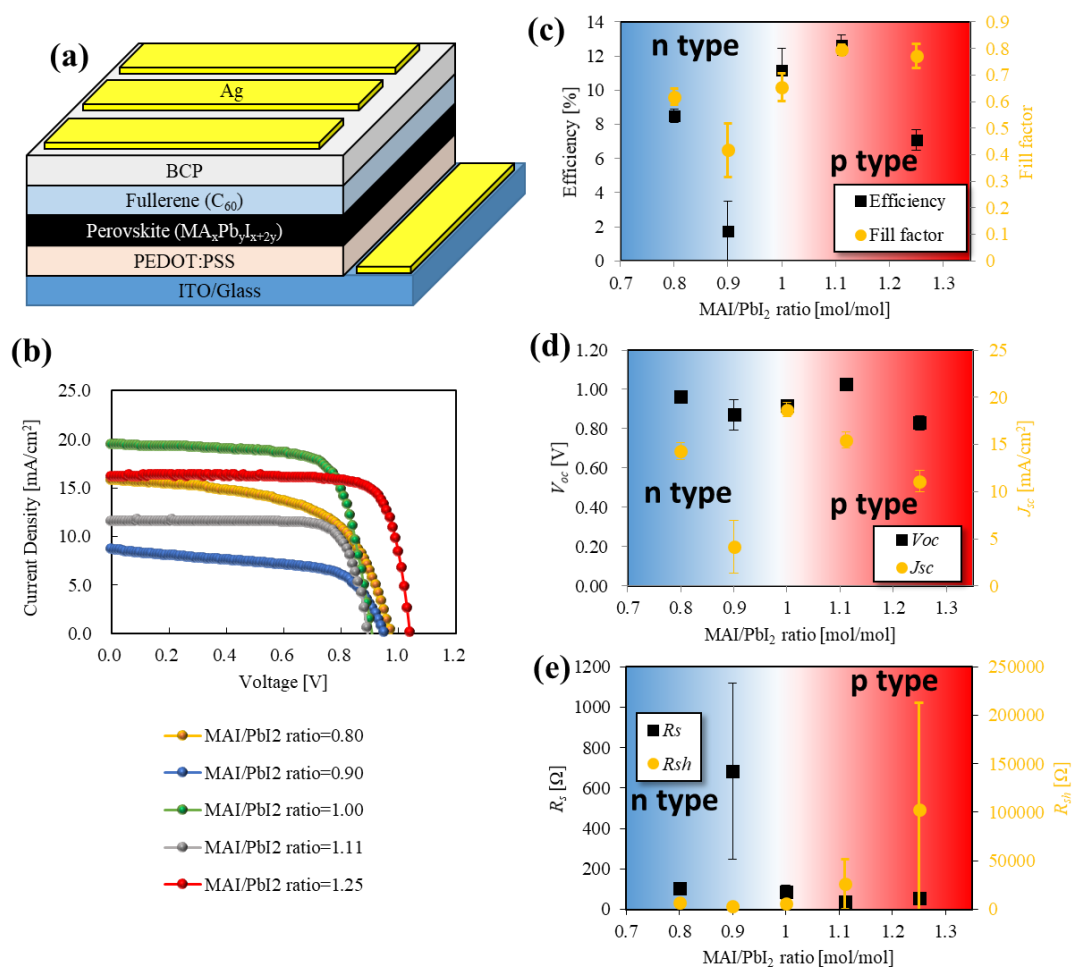 (a)
Ag
BCP
Fullerene (C60)
Perovskite (MAxPbyIx+2y)
PEDOT:PSS
ITO/Glass
(b)
25.0
20.0
15.0
10.0
5.0
0.0
Current Density [mA/cm²]
0.0 0.2 0.4 0.6 0.8 1.0 1.2
Voltage [V]
MAI/PbI2 ratio=0.80
MAI/PbI2 ratio=0.90
MAI/PbI2 ratio=1.00
MAI/PbI2 ratio=1.11
MAI/PbI2 ratio=1.25
(c)
14
12
10
8
6
4
2
0
Efficiency [%]
n type
p type
Efficiency
Fill factor
0.9
0.8
0.7
0.6
0.5
0.4
0.3
0.2
0.1
0
Fill factor
0.7 0.8 0.9 1 1.1 1.2 1.3
MAI/PbI2 ratio [mol/mol]
(d)
1.20
1.00
0.80
0.60
0.40
0.20
0.00
Voc [V]
n type
p type
Voc
Jsc
25
20
15
10
5
0
Jsc [mA/cm²]
0.7 0.8 0.9 1 1.1 1.2 1.3
MAI/PbI2 ratio [mol/mol]
(e)
1200
1000
800
600
400
200
0
Rs [Ω]
p type
Rs
Rsh
n type
250000
200000
150000
100000
50000
0
Rsh [Ω]
0.7 0.8 0.9 1 1.1 1.2 1.3
MAI/PbI2 ratio [mol/mol]